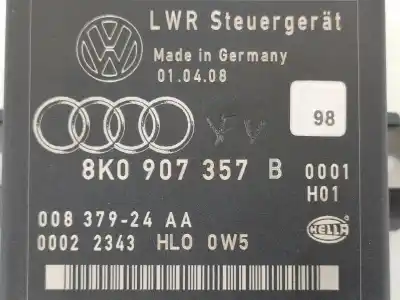 LWR Steuergerät
Made in Germany
01.04.08
98
8K0 907 357 B 0001
H01
008 379-24 AA
0002 2343 HLO 0W5
HELLA